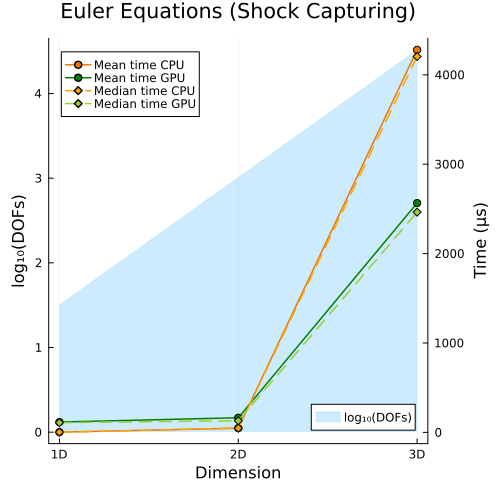 Euler Equations (Shock Capturing)
Mean time CPU
Mean time GPU
Median time CPU
Median time GPU
log₁₀(DOFs)
4
3
2
1
0
Time (μs)
4000
3000
2000
1000
0
log₁₀(DOFs)
1D
2D
3D
Dimension